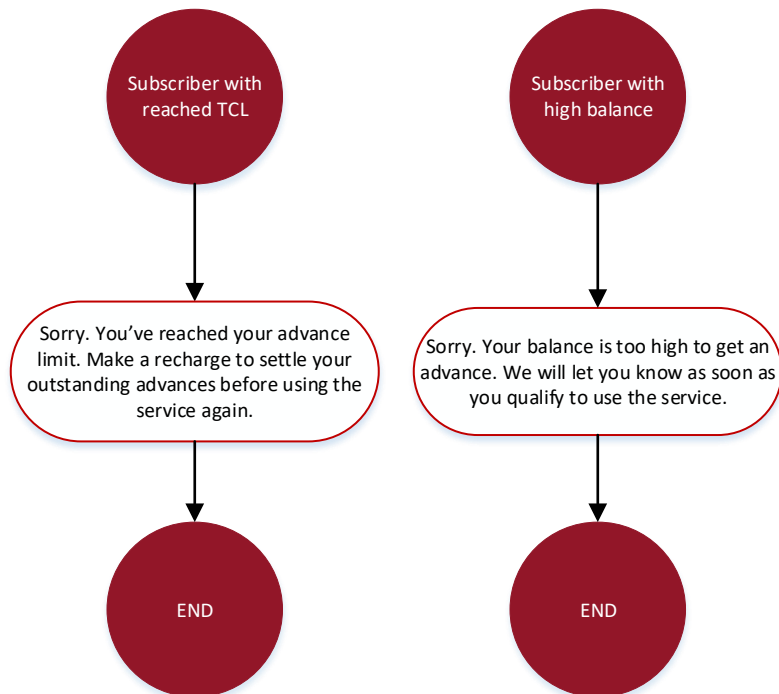 Subscriber with
reached TCL
Sorry. You’ve reached your advance
limit. Make a recharge to settle your
outstanding advances before using the
service again.
END
Subscriber with
high balance
Sorry. Your balance is too high to get an
advance. We will let you know as soon as
you qualify to use the service.
END